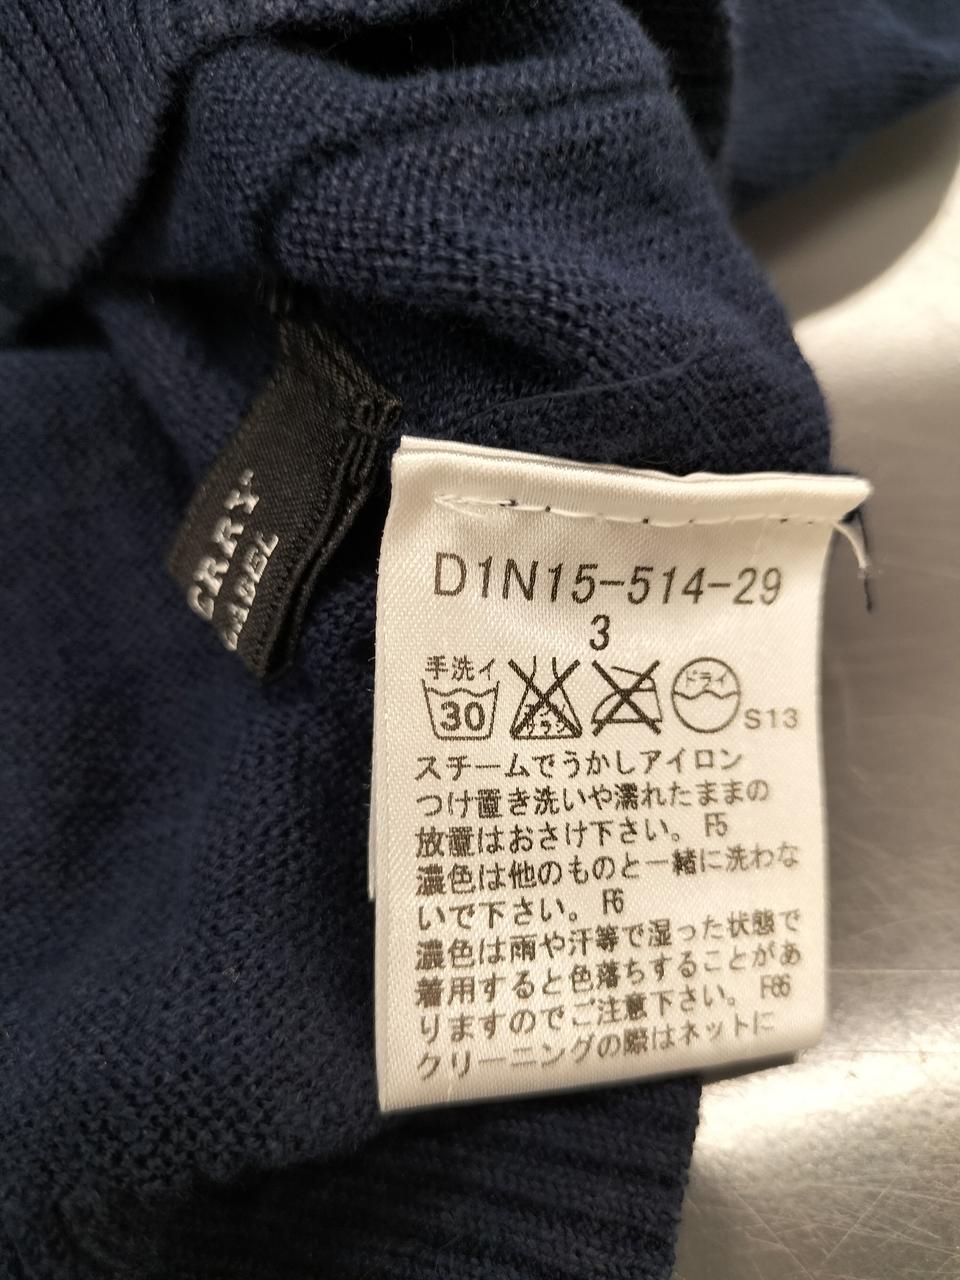 CRRY
LABEL
D1N15-514-29
3
手洗イ
30
ドライ
S13
スチームでうかしアイロン
つけ置き洗いや濡れたままの
放置はおさけ下さい。 F5
濃色は他のものと一緒に洗わな
いで下さい。 F6
濃色は雨や汗等で湿った状態で
着用すると色落ちすることがあ
りますのでご注意下さい。 F86
クリーニングの際はネットに